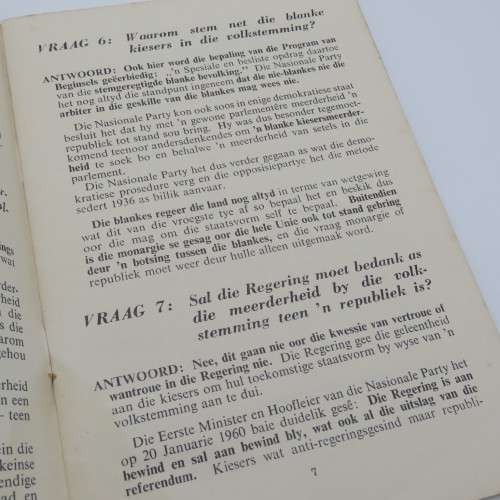 VRAAG 6: Waarom stem net die blanke
kiesers in die volkstemming?
ANTWOORD: Ook hier word die bepaling van die Program van
Beginsels geëerbiedig: „'n Spesiale en besliste opdrag daartoe
van die stemgeregtigde blanke bevolking." Die Nasionale Party
het nog altyd die standpunt ingeneem dat die nie-blankes nie die
arbiter in die geskille van die blankes mag wees nie.
Die Nasionale Party kon ook soos in enige demokratiese staat
besluit het dat hy met 'n gewone parlementêre meerderheid 'n
republiek tot stand sou bring. Hy was dus besonder tegemoet-
komend teenoor andersdenkendes om 'n blanke kiesersmeerder-
heid te soek bo en behalwe 'n meerderheid van setels in die
parlement.
Die Nasionale Party het dus verder gegaan as wat die demo-
kratiese prosedure verg en die opposisiepartye het die metode
sedert 1936 as billik aanvaar.
Die blankes regeer die land nog altyd in terme van wetgewing
wat dit van die vroegste tye af so bepaal het en beskik dus
oor die mag om die staatsvorm self te bepaal. Buitendien
is die monargie se gesag oor die hele Unie ook tot stand gebring
deur 'n botsing tussen die blankes, en die vraag monargie of
republiek moet weer deur hulle alleen uitgemaak word.
VRAAG 7: Sal die Regering moet bedank as
die meerderheid by die volk-
stemming teen 'n republiek is?
ANTWOORD: Nee, dit gaan nie oor die kwessie van vertroue of
wantroue in die Regering nie. Die Regering gee die geleentheid
aan die kiesers om hul toekomstige staatsvorm by wyse van 'n
volkstemming aan te dui.
Die Eerste Minister en Hoofleier van die Nasionale Party het
op 20 Januarie 1960 baie duidelik gesê: Die Regering is aan
bewind en sal aan bewind bly, wat ook al die uitslag van die
referendum. Kiesers wat anti-regeringsgesind maar republi-
7